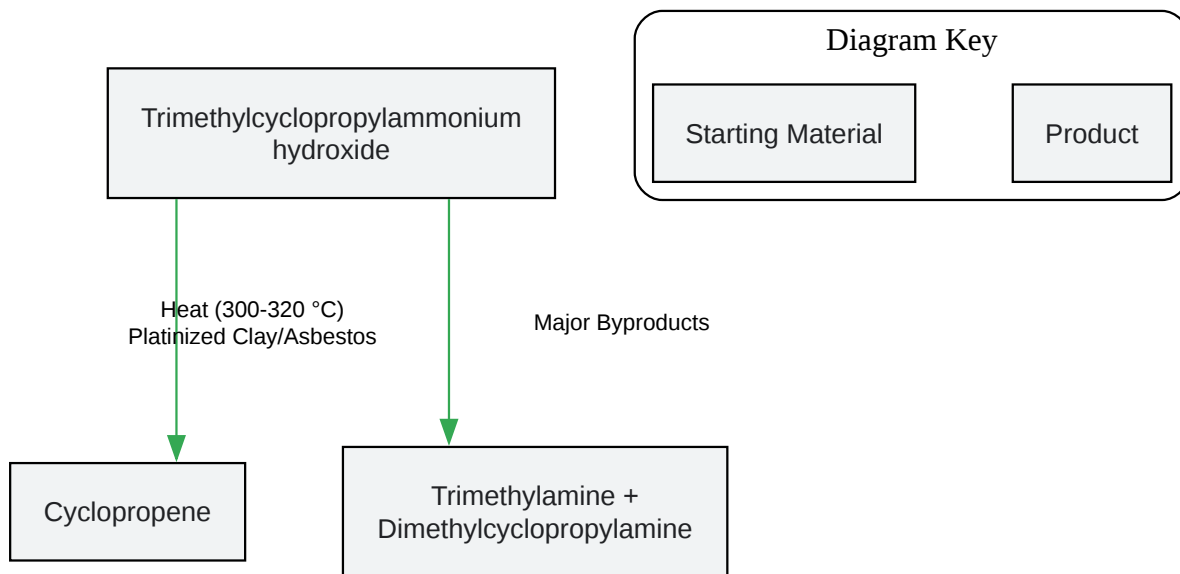 Diagram Key
Starting Material
Product
Trimethylcyclopropylammonium
hydroxide
Heat (300-320 °C)
Platinized Clay/Asbestos
Major Byproducts
Cyclopropene
Trimethylamine +
Dimethylcyclopropylamine